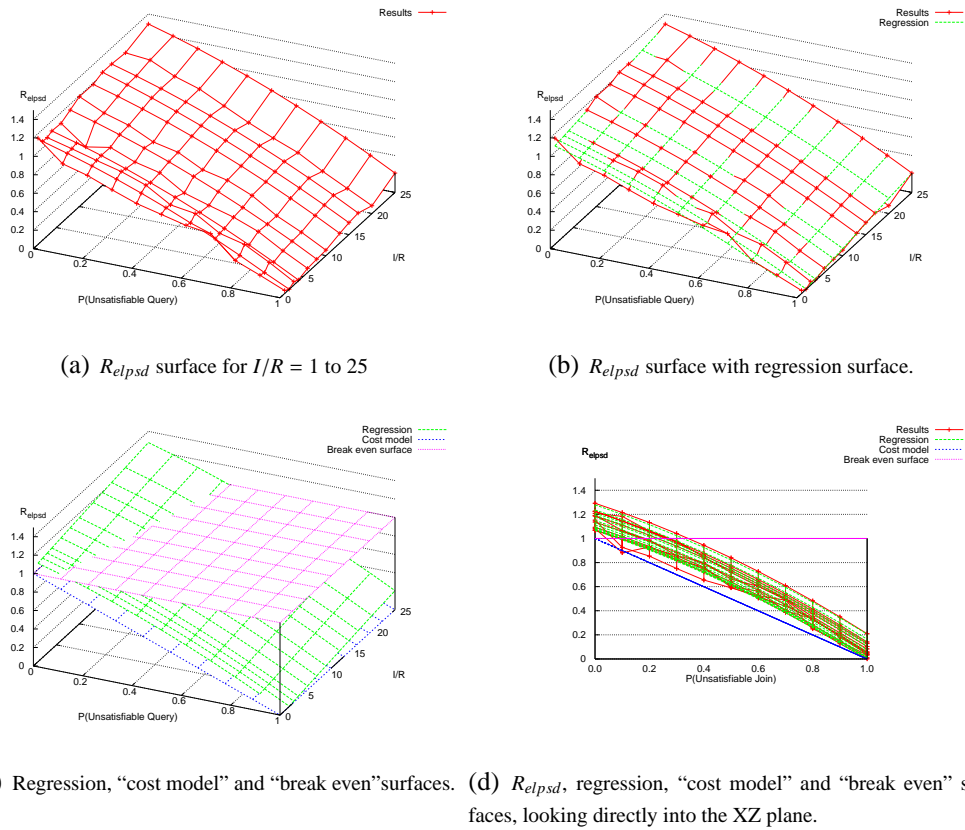 Results
R_elpsd
1.4
1.2
1
0.8
0.6
0.4
0.2
0
0
0.2
0.4
0.6
0.8
1
P(Unsatisfiable Query)
0
5
10
15
20
25
I/R
(a) R_elpsd surface for I/R = 1 to 25
Results
Regression
R_elpsd
1.4
1.2
1
0.8
0.6
0.4
0.2
0
0
0.2
0.4
0.6
0.8
1
P(Unsatisfiable Query)
0
5
10
15
20
25
I/R
(b) R_elpsd surface with regression surface.
Regression
Cost model
Break even surface
R_elpsd
1.4
1.2
1
0.8
0.6
0.4
0.2
0
0
0.2
0.4
0.6
0.8
1
P(Unsatisfiable Query)
0
5
10
15
20
25
I/R
) Regression, “cost model” and “break even”surfaces.
Results
Regression
Cost model
Break even surface
R_elpsd
1.4
1.2
1
0.8
0.6
0.4
0.2
0
0.0
0.2
0.4
0.6
0.8
1.0
P(Unsatisfiable Join)
(d) R_elpsd, regression, “cost model” and “break even” s
faces, looking directly into the XZ plane.